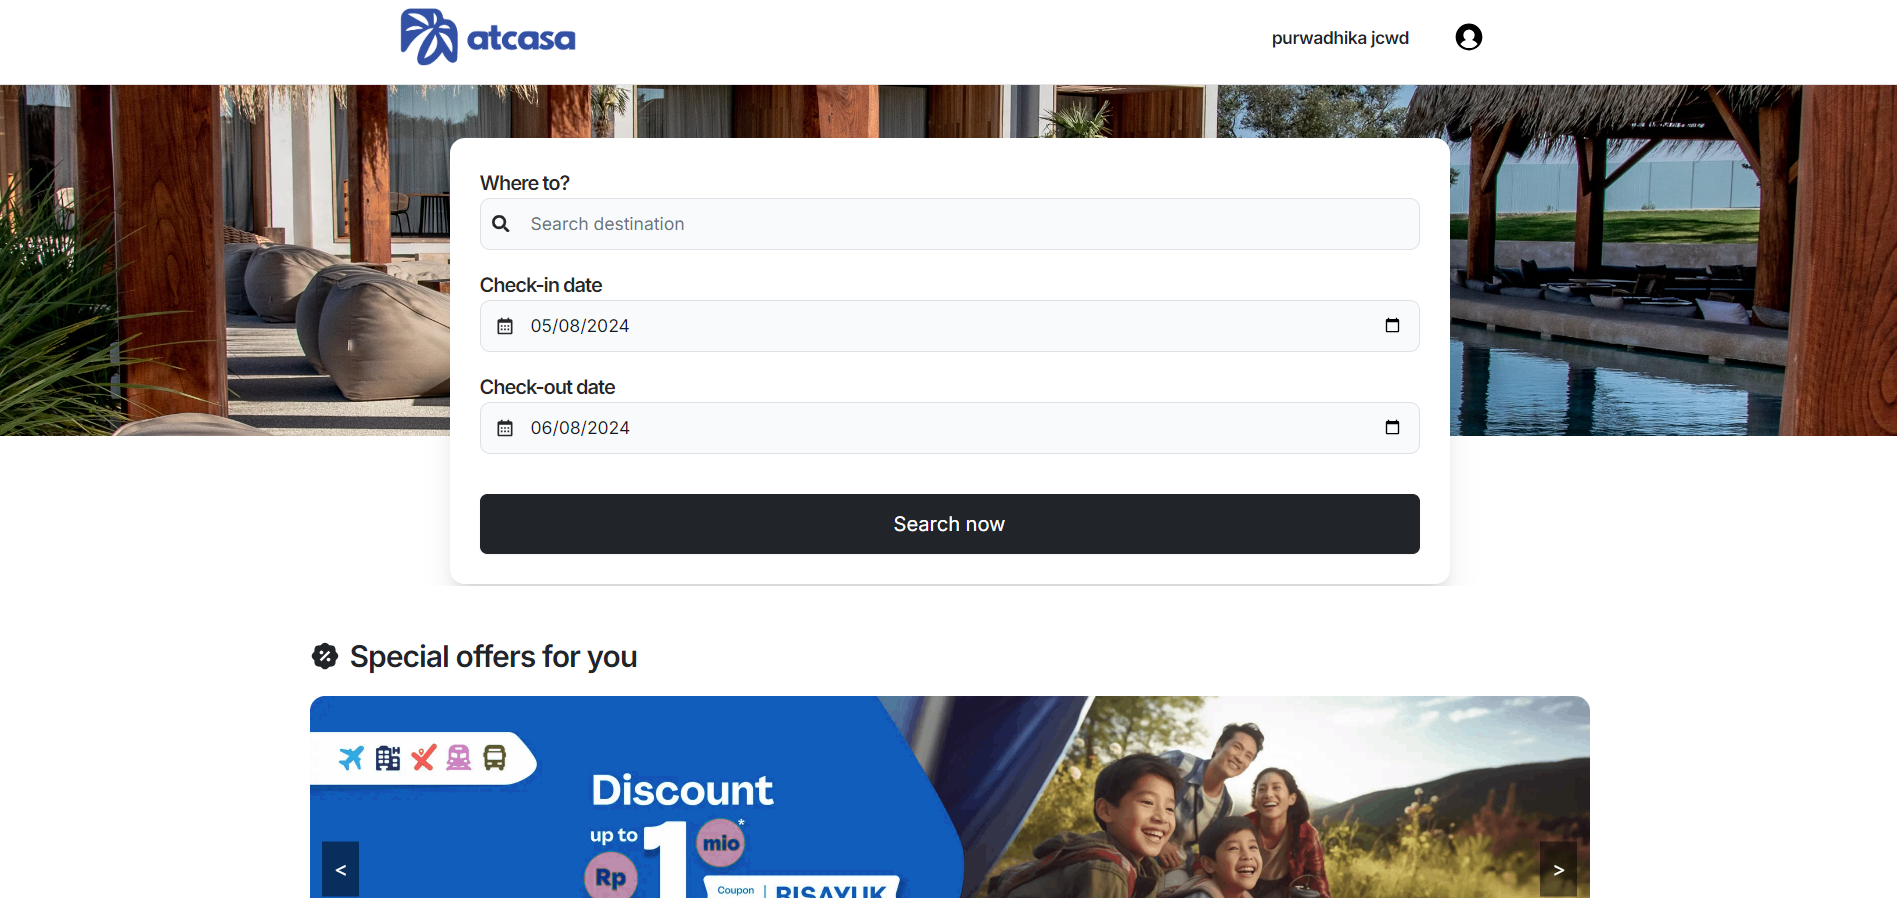 atcasa
purwadhika jcwd
Where to?
Search destination
Check-in date
05/08/2024
Check-out date
06/08/2024
Search now
Special offers for you
Discount
up to 1 mio*
Rp
Coupon | BISAYUK
<
>